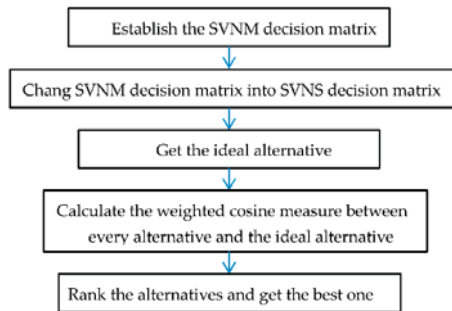 Establish the SVNM decision matrix
Chang SVNM decision matrix into SVNS decision matrix
Get the ideal alternative
Calculate the weighted cosine measure between
every alternative and the ideal alternative
Rank the alternatives and get the best one